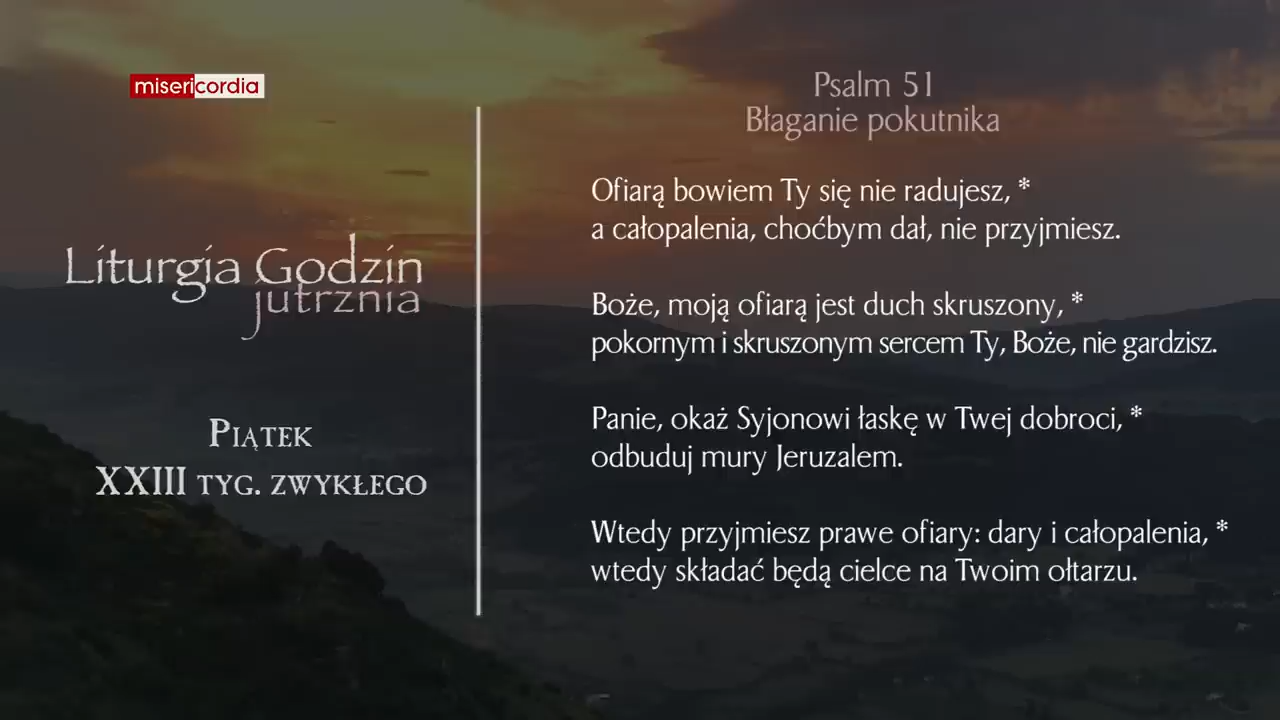 misericordia
Liturgia Godzin
jutrznia
Piątek
XXIII tyg. zwykłego
Psalm 51
Błaganie pokutnika
Ofiarą bowiem Ty się nie radujesz, *
a całopalenia, choćbym dał, nie przyjmiesz.
Boże, moją ofiarą jest duch skruszony, *
pokornym i skruszonym sercem Ty, Boże, nie gardzisz.
Panie, okaż Syjonowi łaskę w Twej dobroci, *
odbuduj mury Jeruzalem.
Wtedy przyjmiesz prawe ofiary: dary i całopalenia, *
wtedy składać będą cielce na Twoim ołtarzu.